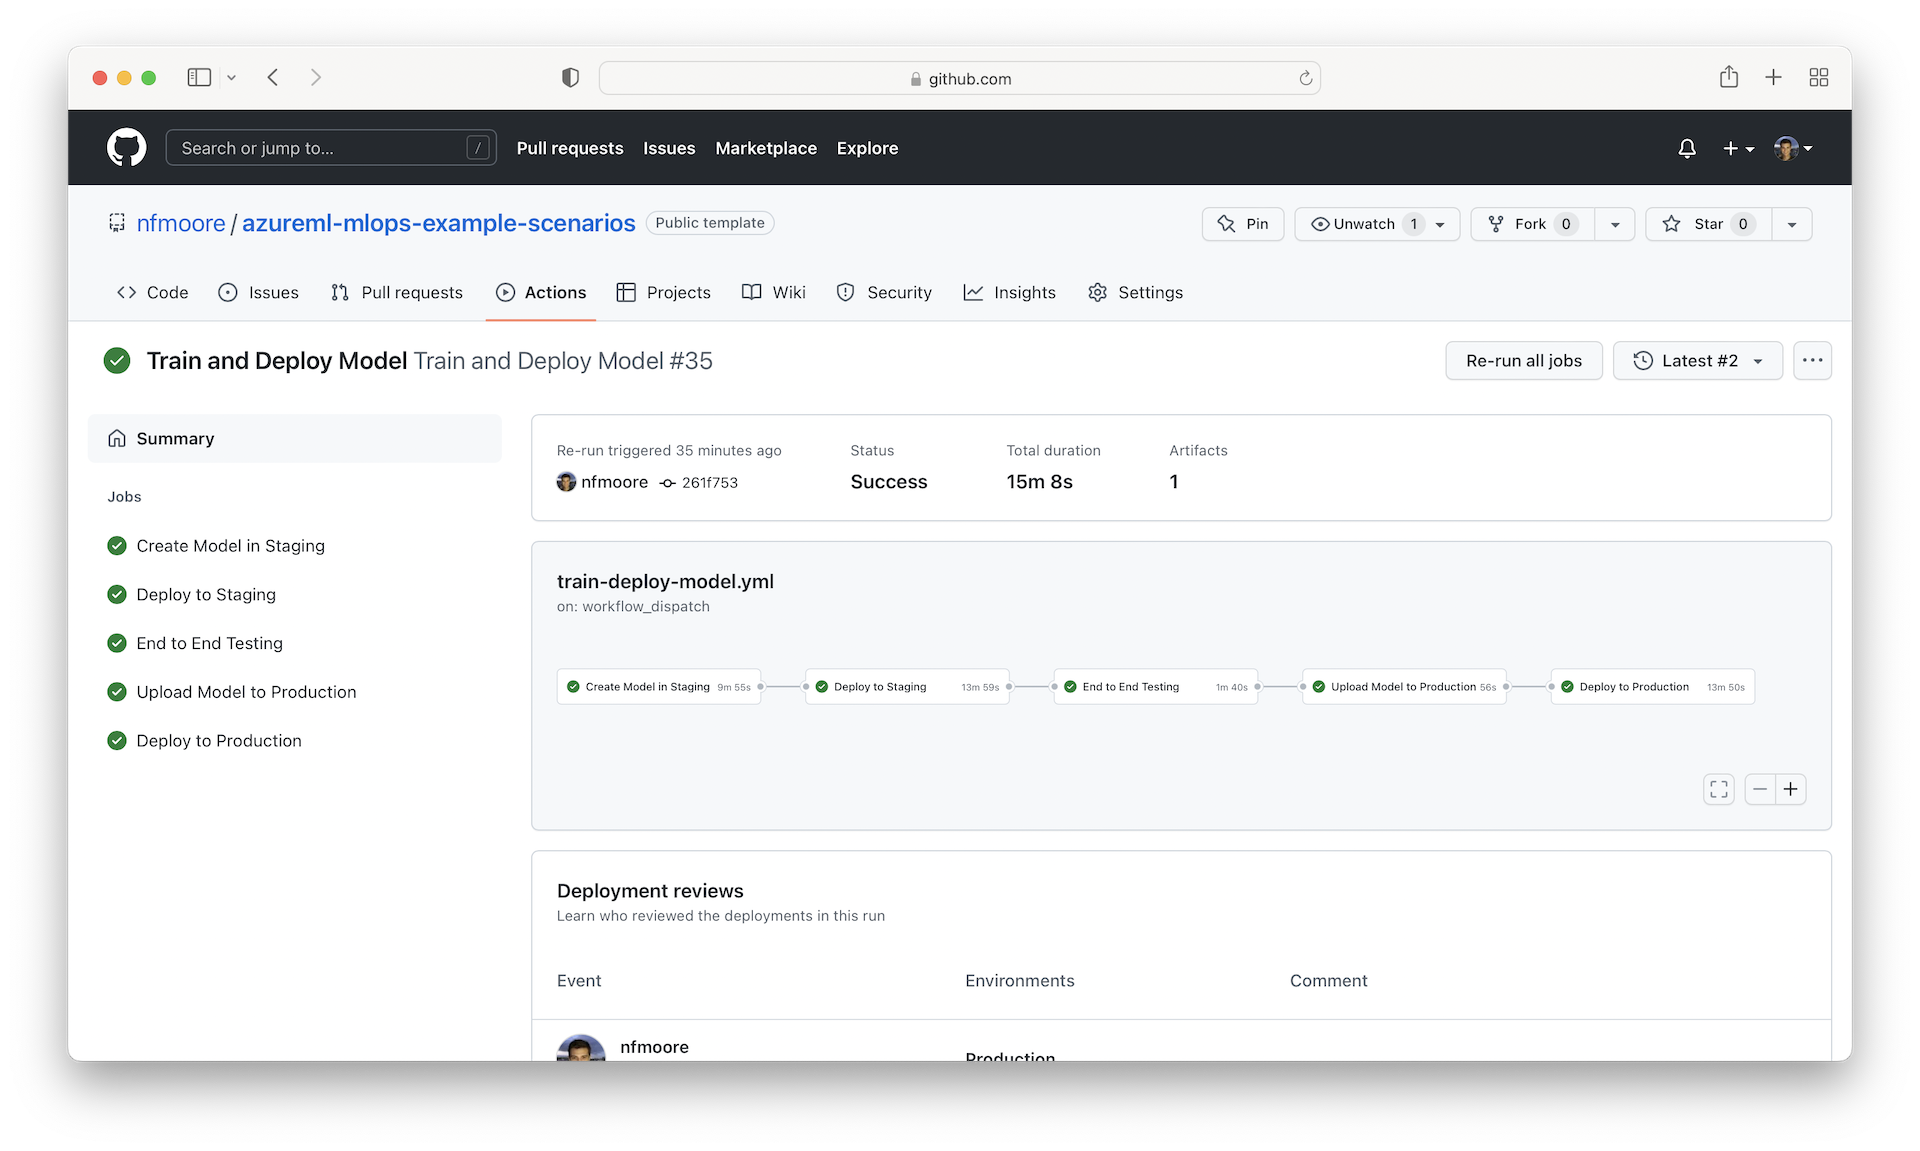 github.com
Search or jump to... /
Pull requests Issues Marketplace Explore
nfmoore / azureml-mlops-example-scenarios Public template
Pin Unwatch 1 Fork 0 Star 0
Code Issues Pull requests Actions Projects Wiki Security Insights Settings
Train and Deploy Model Train and Deploy Model #35
Re-run all jobs Latest #2
Summary
Jobs
Create Model in Staging
Deploy to Staging
End to End Testing
Upload Model to Production
Deploy to Production
Re-run triggered 35 minutes ago Status Total duration Artifacts
nfmoore 261f753 Success 15m 8s 1
train-deploy-model.yml
on: workflow_dispatch
Create Model in Staging 9m 55s Deploy to Staging 13m 59s End to End Testing 1m 40s Upload Model to Production 56s Deploy to Production 13m 50s
Deployment reviews
Learn who reviewed the deployments in this run
Event Environments Comment
nfmoore
Production